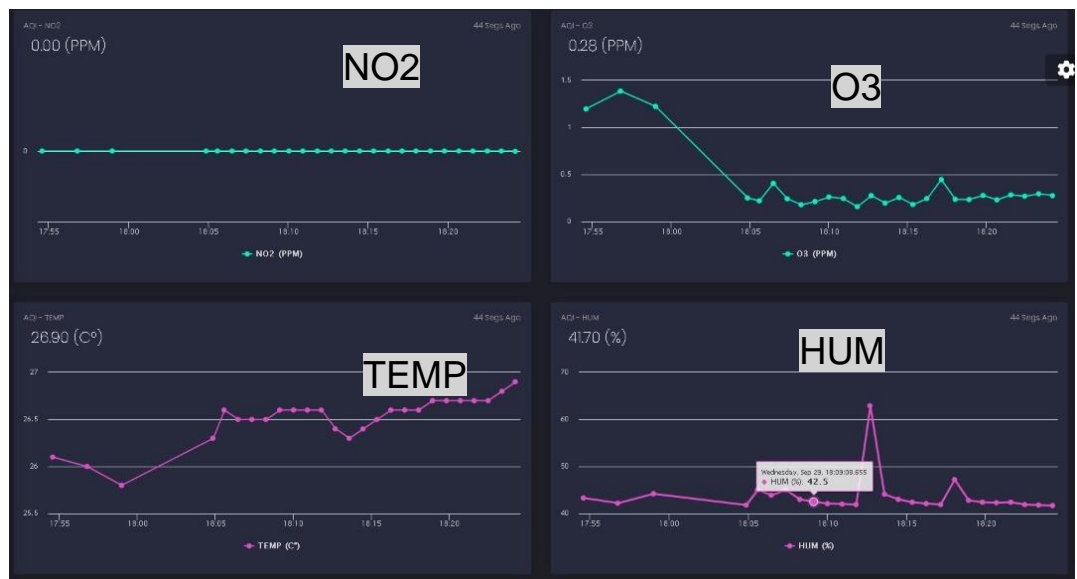 AQI - NO2
44 Segs Ago
0.00 (PPM)
NO2
0
17:55 18:00 18:05 18:10 18:15 18:20
NO2 (PPM)
AQI - O3
44 Segs Ago
0.28 (PPM)
O3
1.5
1
0.5
0
17:55 18:00 18:05 18:10 18:15 18:20
O3 (PPM)
AQI - TEMP
44 Segs Ago
26.90 (C°)
TEMP
27
26.5
26
25.5
17:55 18:00 18:05 18:10 18:15 18:20
TEMP (C°)
AQI - HUM
44 Segs Ago
41.70 (%)
HUM
70
60
50
40
Wednesday, Sep 29, 18:09:08.655
HUM (%): 42.5
17:55 18:00 18:05 18:10 18:15 18:20
HUM (%)